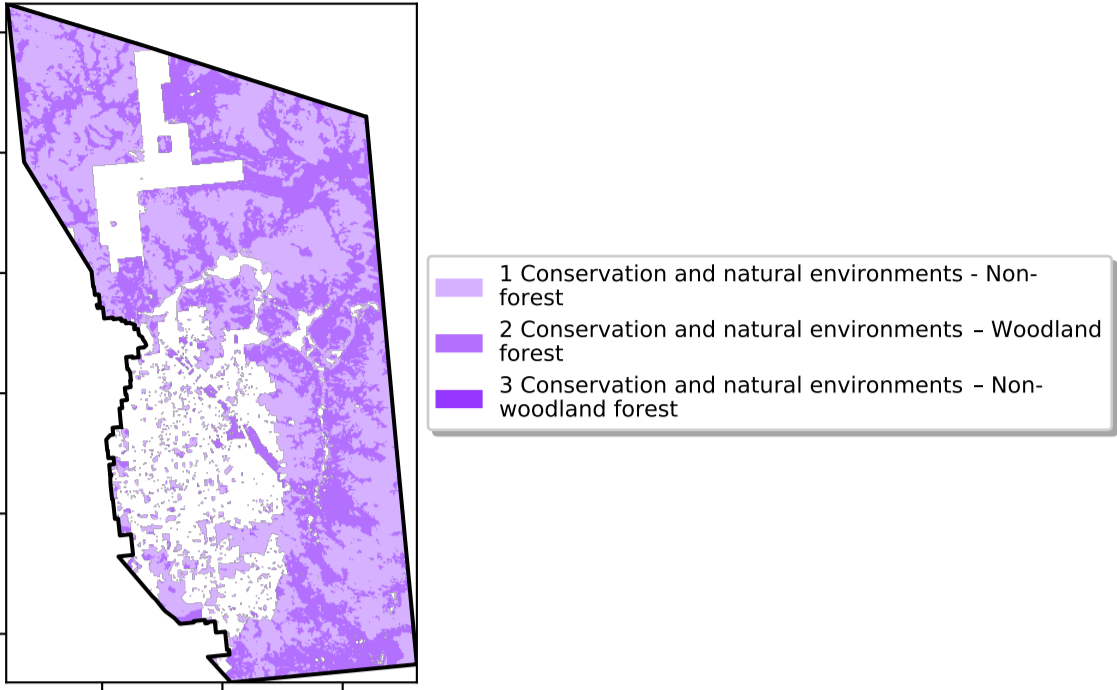 1 Conservation and natural environments - Non-
forest
2 Conservation and natural environments – Woodland
forest
3 Conservation and natural environments – Non-
woodland forest